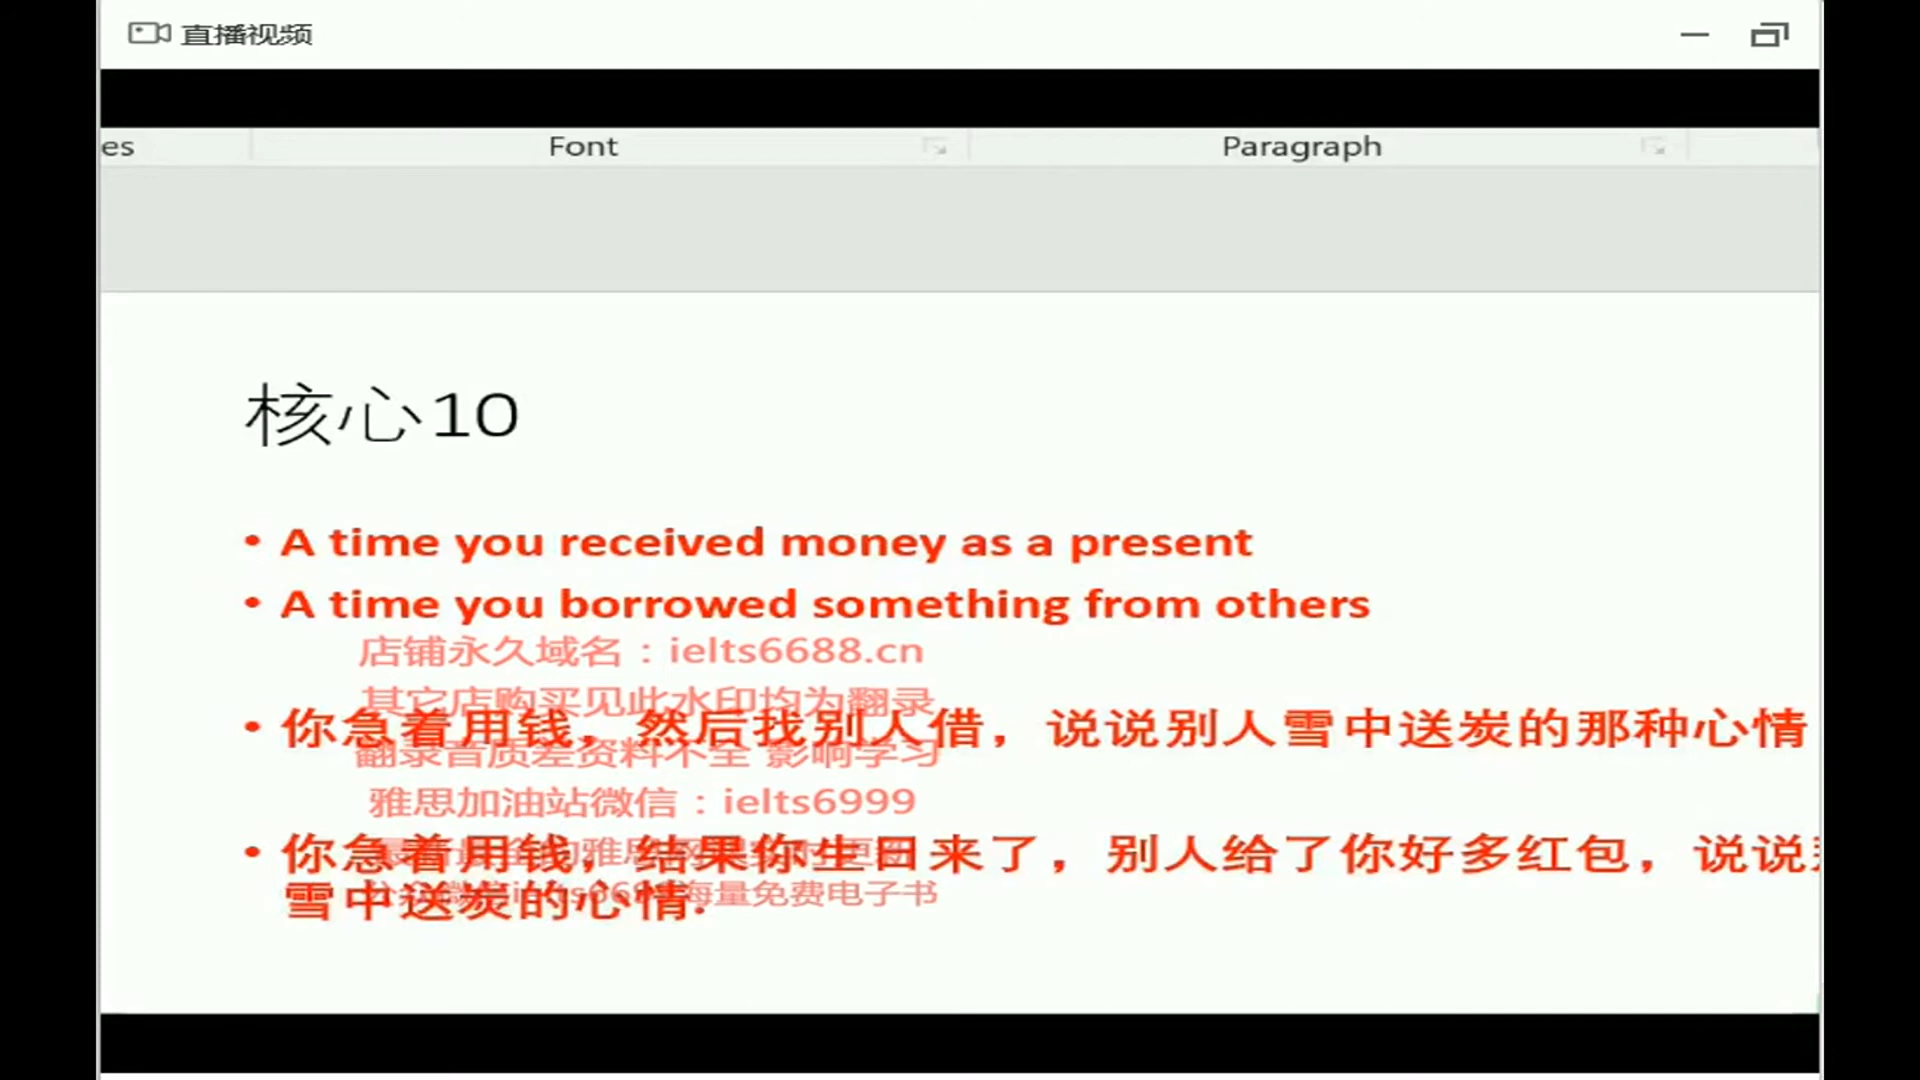 直播视频
es Font Paragraph
核心10
• A time you received money as a present
• A time you borrowed something from others
店铺永久域名：ielts6688.cn
其它店购买见此水印均为翻录
• 你急着用钱，然后找别人借，说说别人雪中送炭的那种心情
翻录音质差资料不全 影响学习
雅思加油站微信：ielts6999
• 你急着用钱，结果你生日来了，别人给了你好多红包，说说
雪中送炭的心情.
海量免费电子书